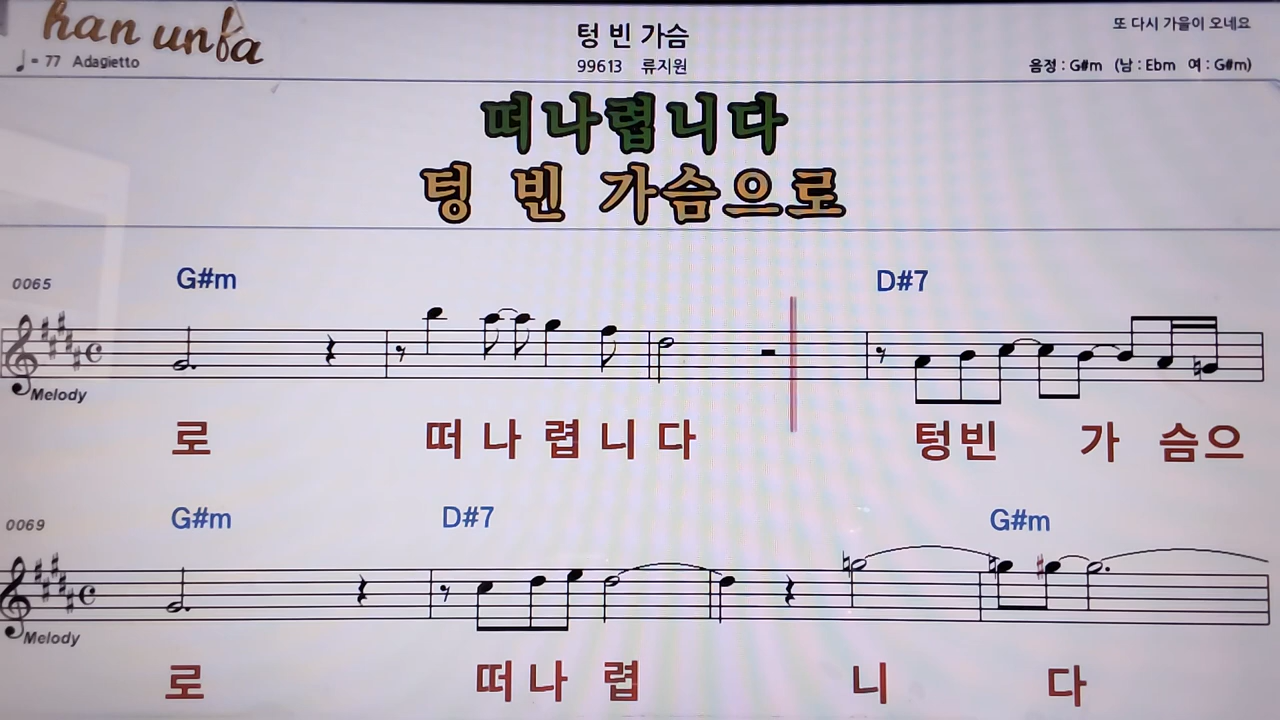 han unfa
텅 빈 가슴
또 다시 가을이 오네요
♩= 77 Adagietto
99613 류지원
음정 : G#m (남 : Ebm 여 : G#m)
떠나렵니다
텅 빈 가슴으로
0065 G#m D#7
Melody
로 떠 나 렵 니 다 텅 빈 가 슴 으
0069 G#m D#7 G#m
Melody
로 떠 나 렵 니 다